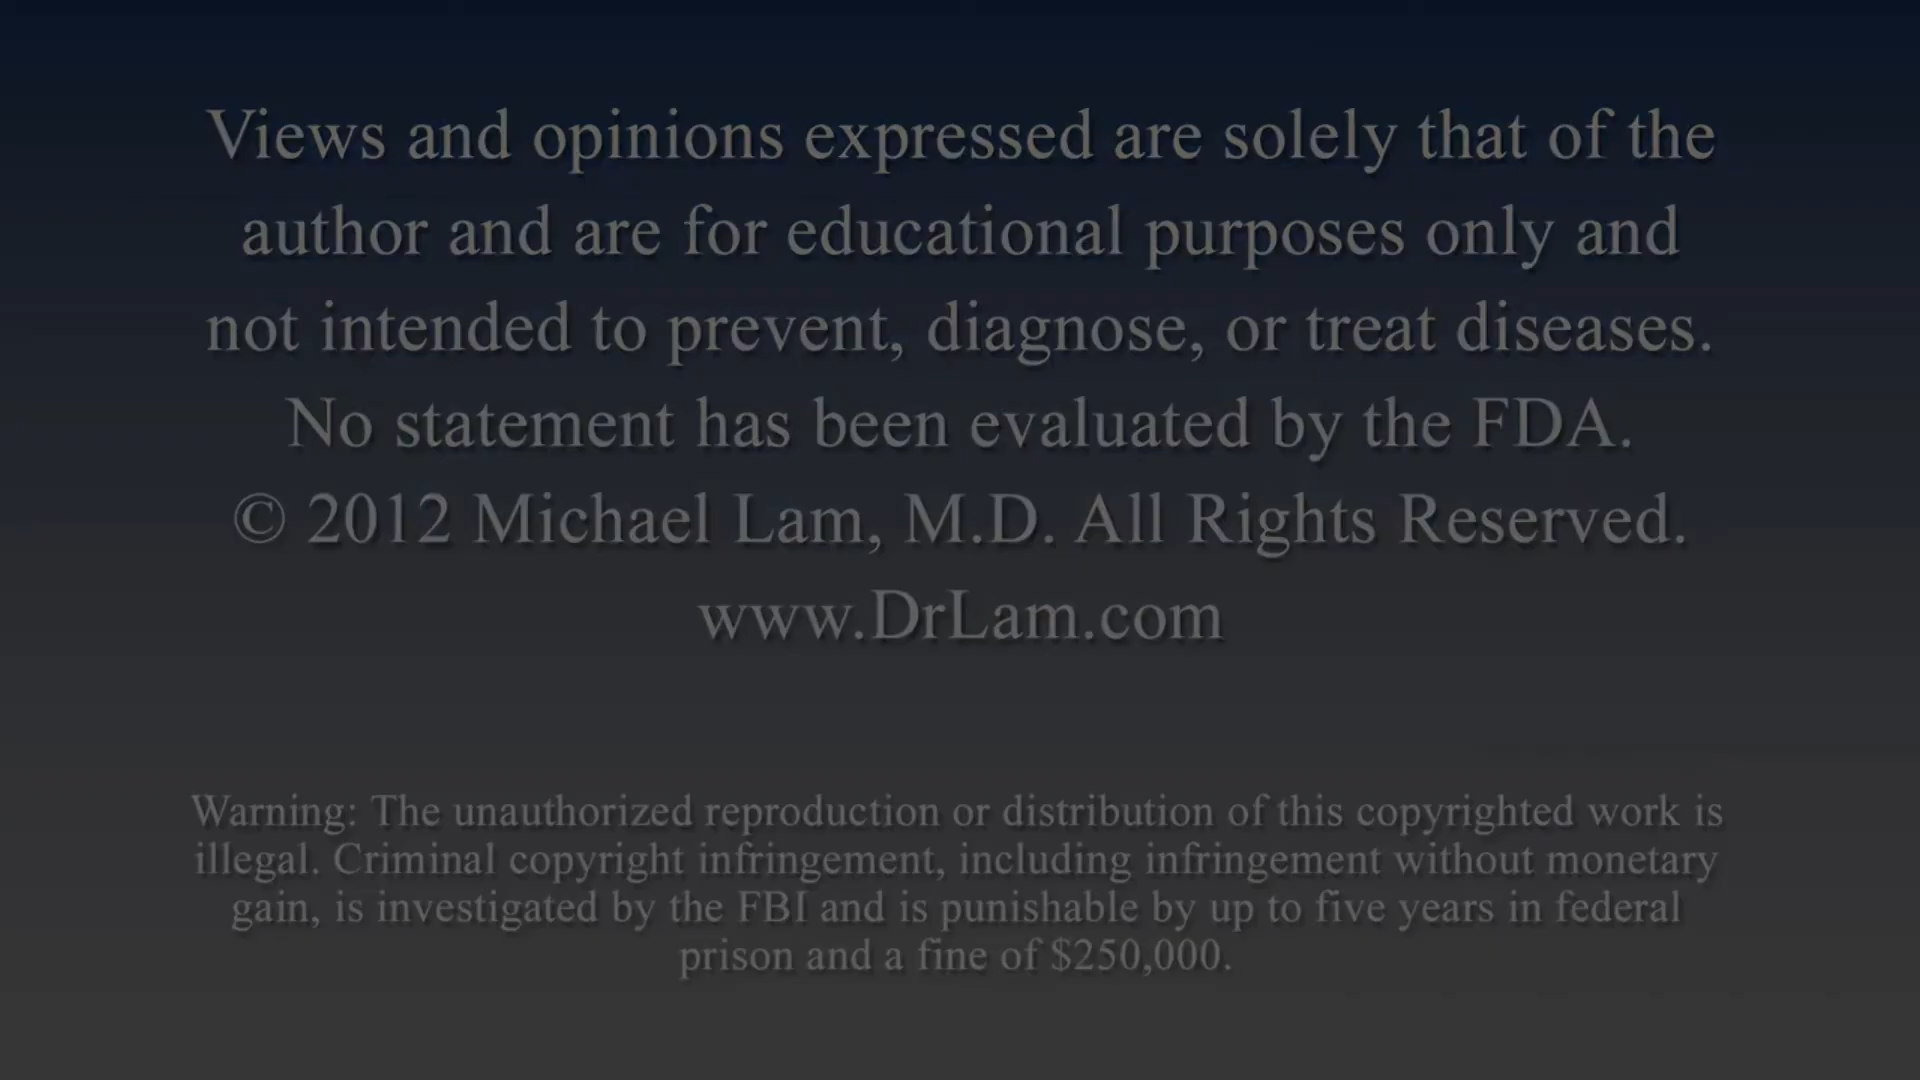 Views and opinions expressed are solely that of the
author and are for educational purposes only and
not intended to prevent, diagnose, or treat diseases.
No statement has been evaluated by the FDA.
© 2012 Michael Lam, M.D. All Rights Reserved.
www.DrLam.com
Warning: The unauthorized reproduction or distribution of this copyrighted work is
illegal. Criminal copyright infringement, including infringement without monetary
gain, is investigated by the FBI and is punishable by up to five years in federal
prison and a fine of $250,000.